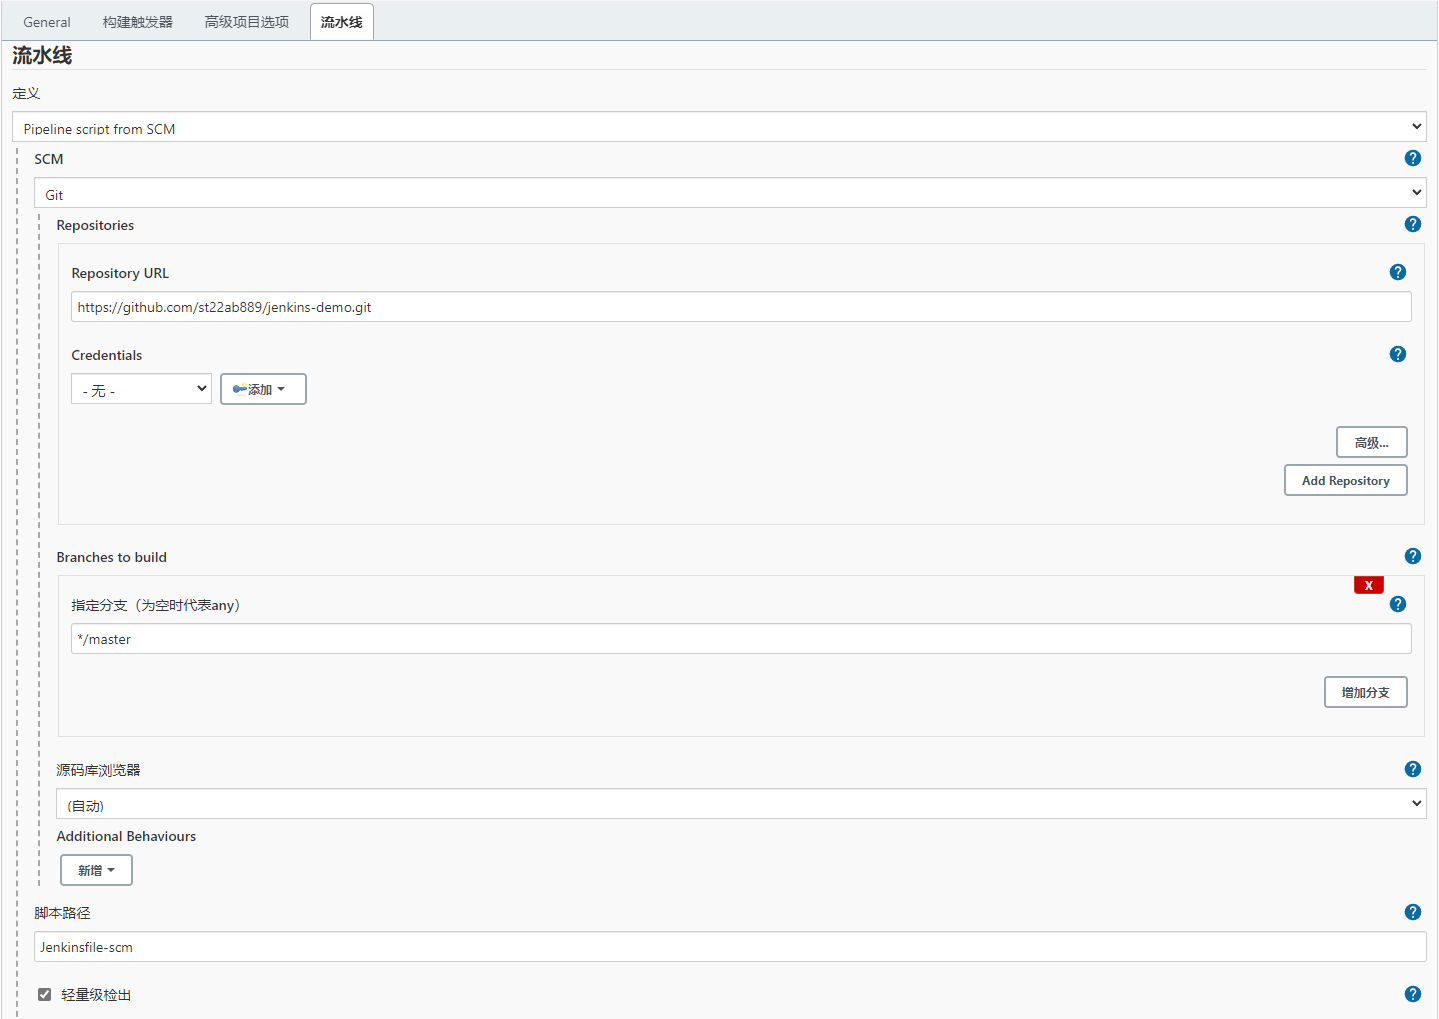 General 构建触发器 高级项目选项 流水线
流水线
定义
Pipeline script from SCM
SCM
Git
Repositories
Repository URL
https://github.com/st22ab889/jenkins-demo.git
Credentials
- 无 - 添加
高级...
Add Repository
Branches to build
X
指定分支（为空时代表any）
*/master
增加分支
源码库浏览器
(自动)
Additional Behaviours
新增
脚本路径
Jenkinsfile-scm
轻量级检出